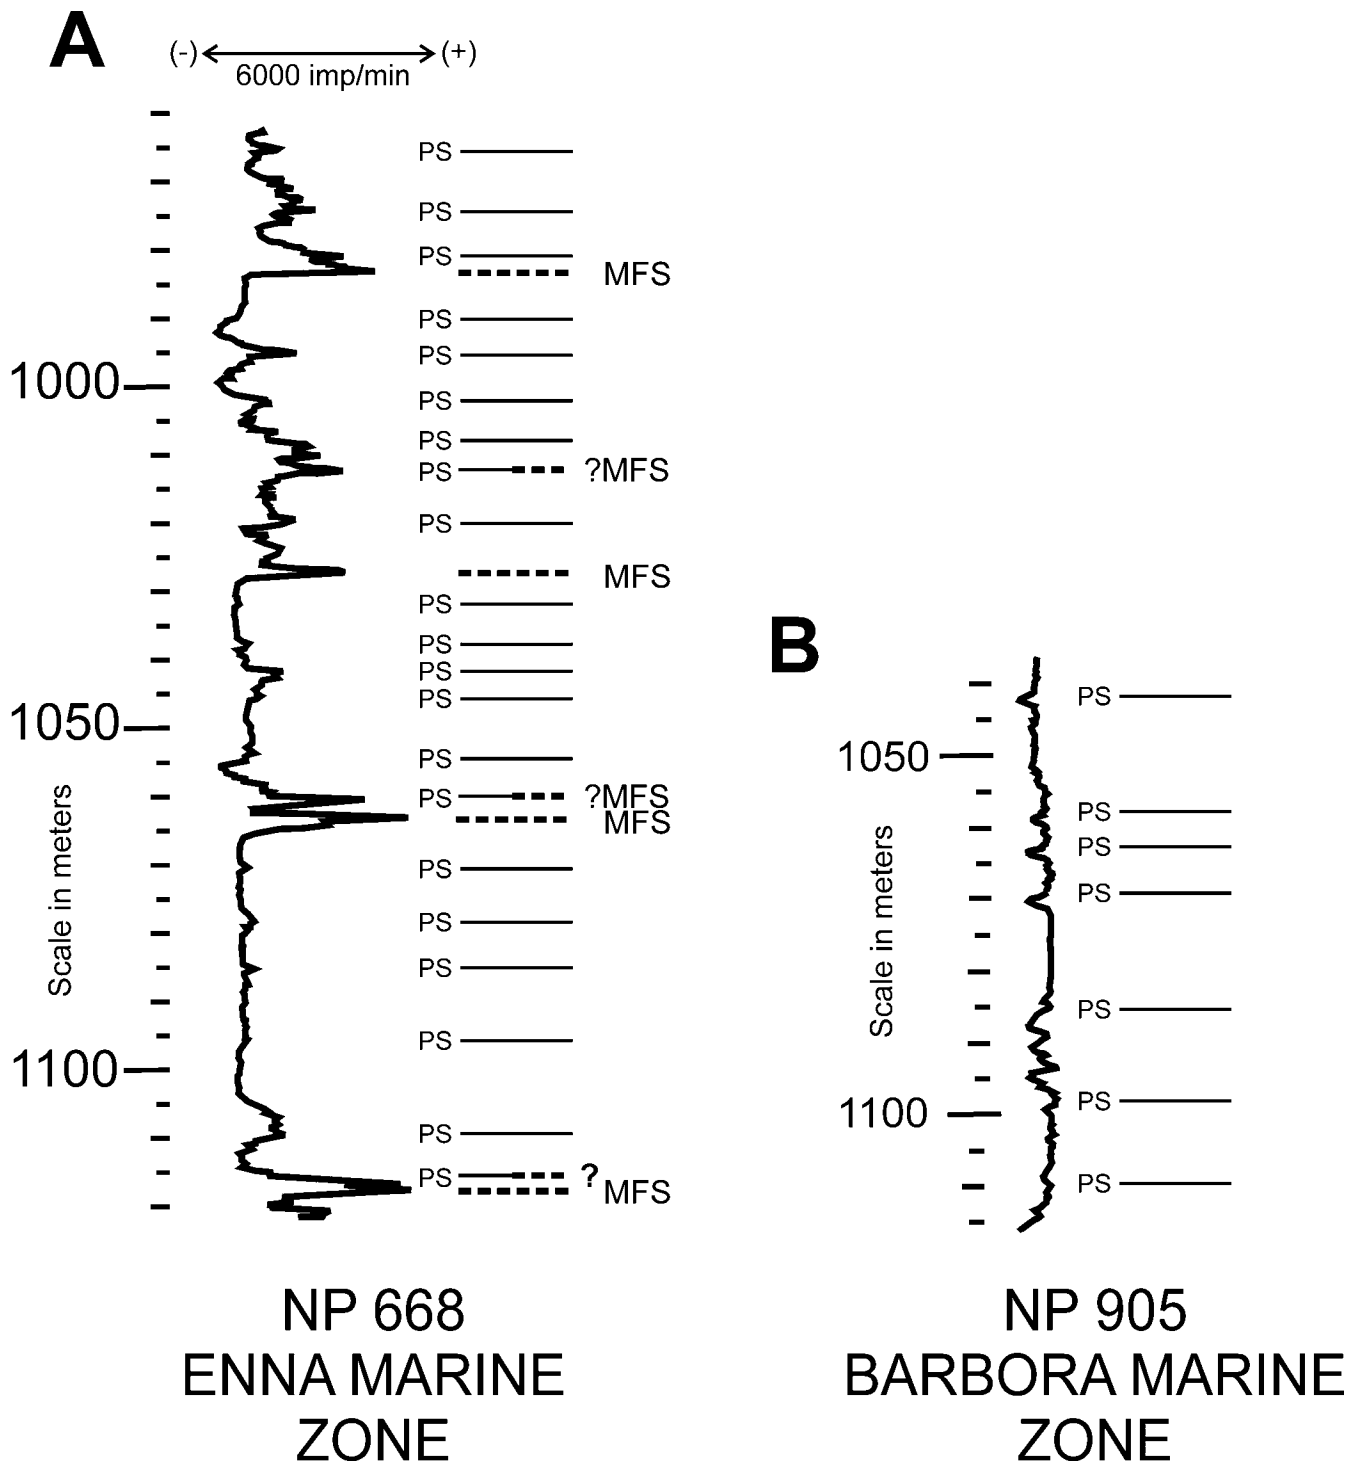 A
(-) (+)
6000 imp/min
PS
PS
PS
MFS
PS
PS
1000
PS
PS
PS ?MFS
PS
MFS
PS
PS
PS
PS
1050
PS
PS ?MFS
MFS
PS
PS
PS
PS
1100
PS
PS ?
MFS
Scale in meters
NP 668
ENNA MARINE
ZONE
B
PS
1050
PS
PS
PS
PS
PS
1100
PS
Scale in meters
NP 905
BARBORA MARINE
ZONE